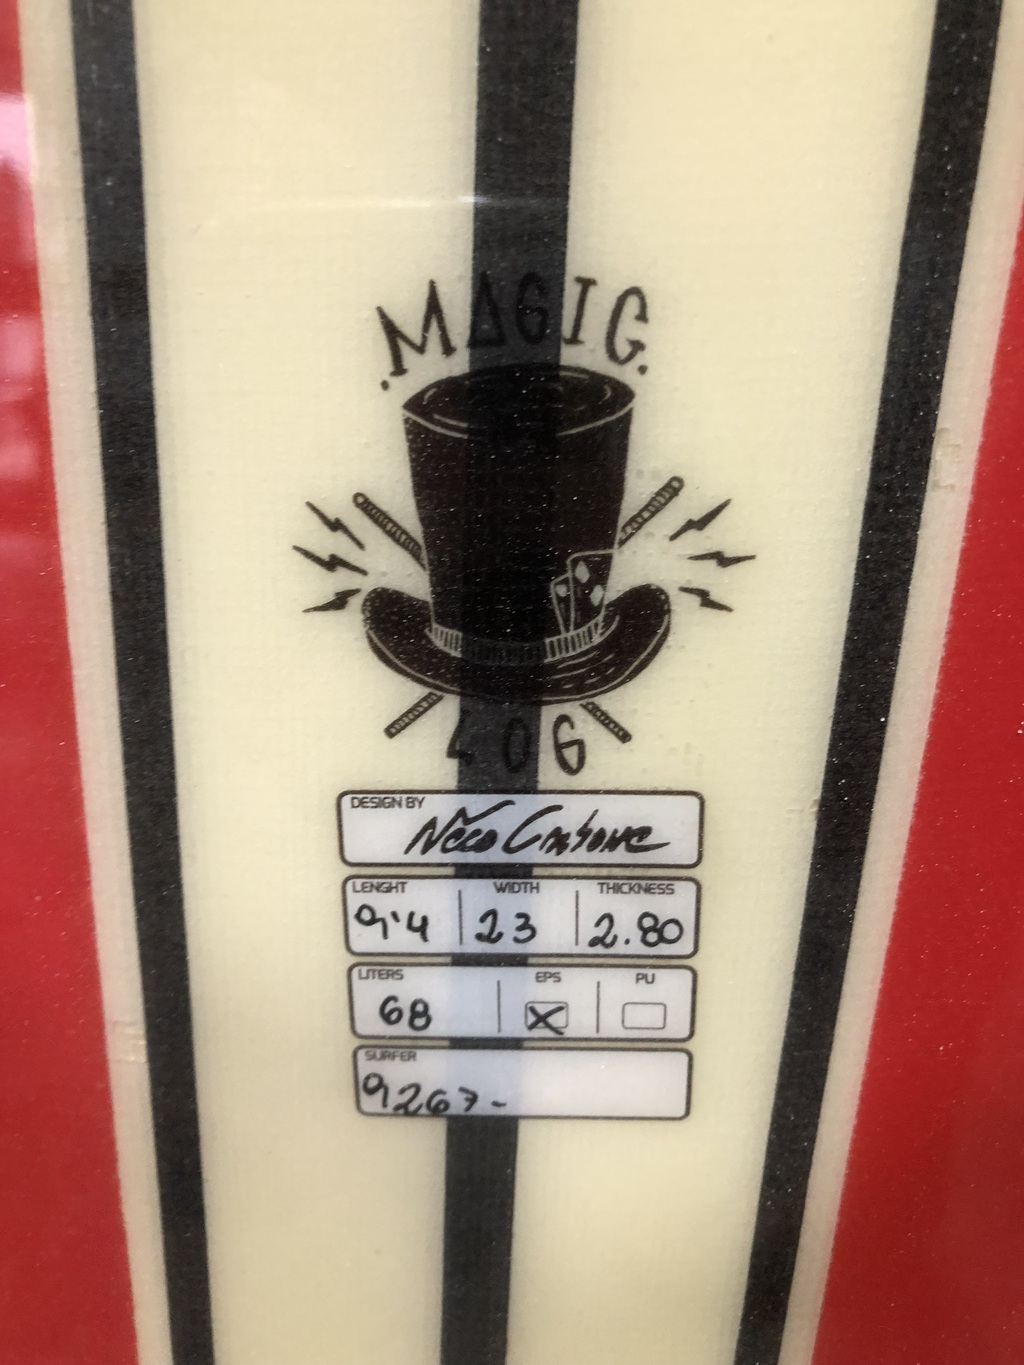 .MAGIC.
LOG
DESIGN BY
Neco Carbone
LENGHT WIDTH THICKNESS
9'4 23 2.80
LITERS EPS PU
68 X
SURFER
9267-